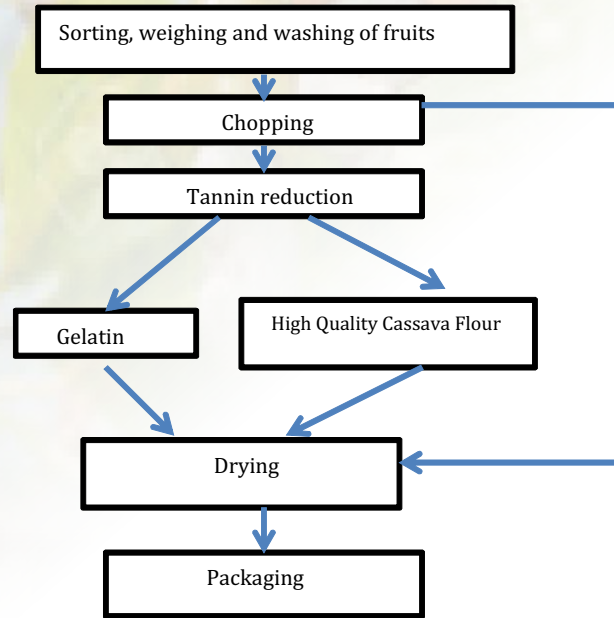 Sorting, weighing and washing of fruits
Chopping
Tannin reduction
Gelatin
High Quality Cassava Flour
Drying
Packaging